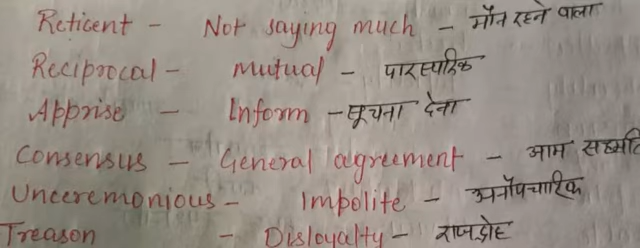 Reticent - Not saying much - मौन रहने वाला
Reciprocal - mutual - पारस्परिक
Apprise - Inform - सूचना देना
Consensus - General agreement - आम सहमति
Unceremonious - Impolite - अनौपचारिक
Treason - Disloyalty - राजद्रोह